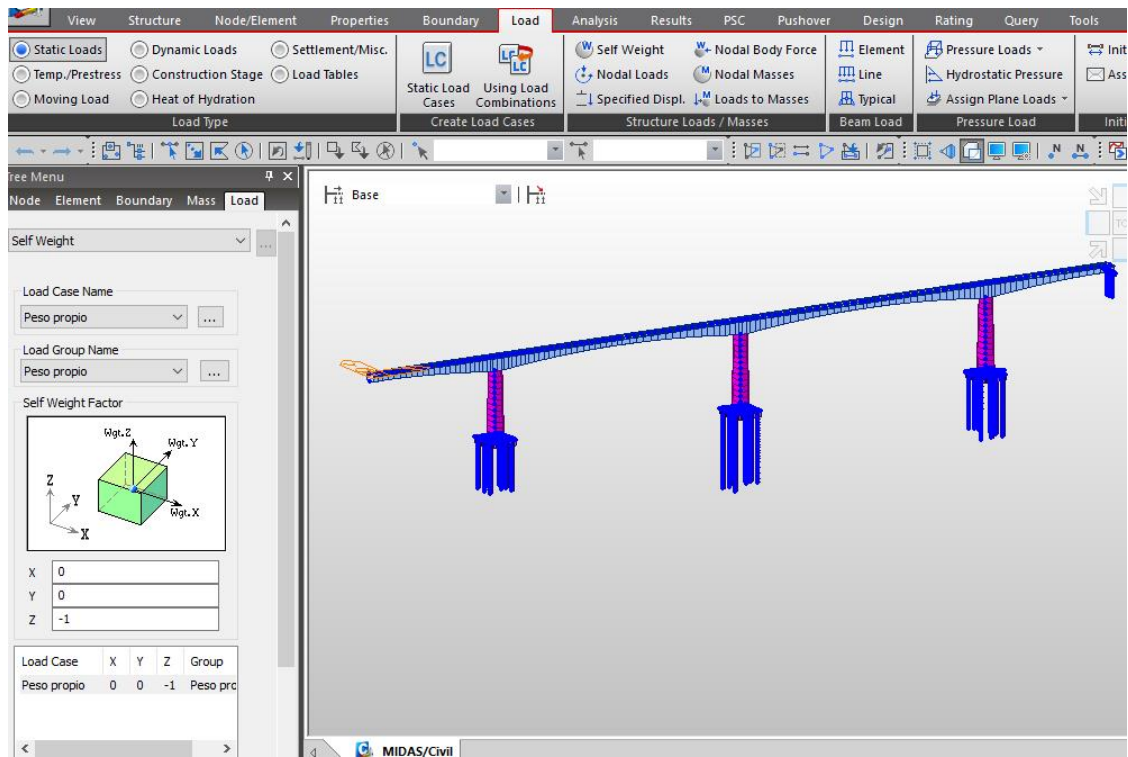 View Structure Node/Element Properties Boundary Load Analysis Results PSC Pushover Design Rating Query Tools
Static Loads Dynamic Loads Settlement/Misc.
Temp./Prestress Construction Stage Load Tables
Moving Load Heat of Hydration
Load Type
LC
Static Load
Cases
Using Load
Combinations
Create Load Cases
Self Weight Nodal Body Force
Nodal Loads Nodal Masses
Specified Displ. Loads to Masses
Structure Loads / Masses
Element
Line
Typical
Beam Load
Pressure Loads
Hydrostatic Pressure
Assign Plane Loads
Pressure Load
Init
Ass
Initi
Tree Menu
Node Element Boundary Mass Load
Self Weight
Load Case Name
Peso propio
Load Group Name
Peso propio
Self Weight Factor
Wgt.Z
Wgt.Y
Wgt.X
Z
Y
X
X 0
Y 0
Z -1
Load Case X Y Z Group
Peso propio 0 0 -1 Peso pro
Base
MIDAS/Civil